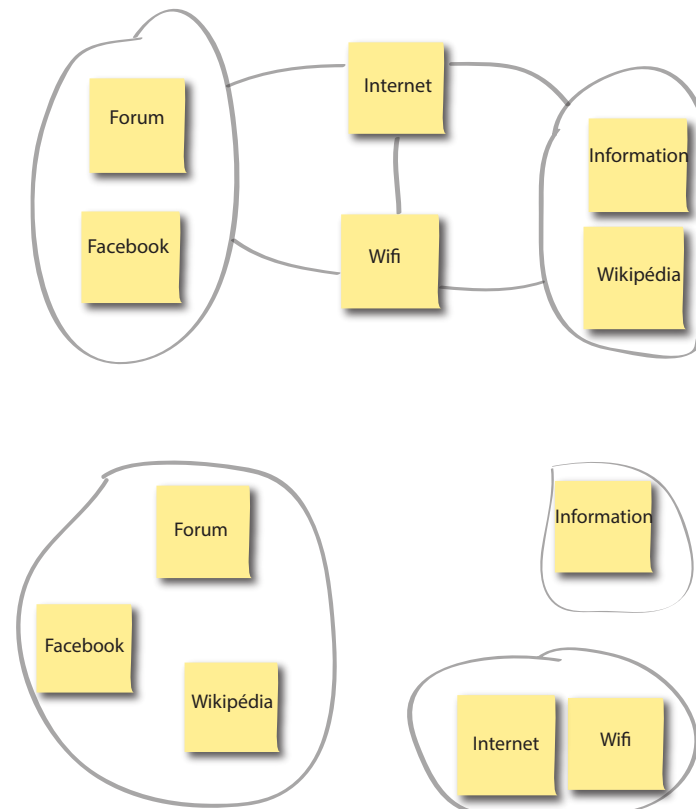 Internet
Forum
Information
Facebook
Wifi
Wikipédia
Forum
Information
Facebook
Wikipédia
Internet
Wifi